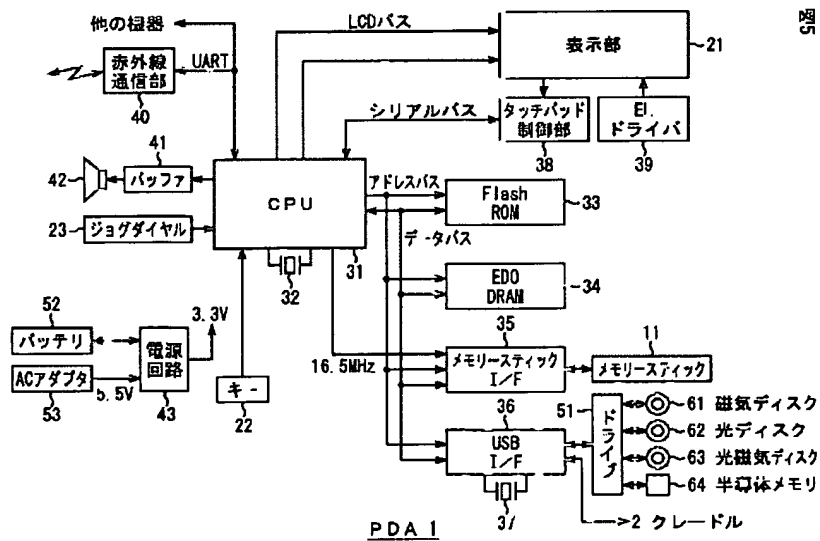 図5
他の機器
LCDバス
表示部
21
赤外線
通信部
UART
40
シリアルバス
タッチパッド
制御部
38
EL
ドライバ
39
41
42
バッファ
CPU
アドレスバス
Flash
ROM
33
23
ジョグダイヤル
データバス
31
32
EDO
DRAM
34
3.3V
52
バッテリ
電源
回路
ACアダプタ
53
5.5V
43
キー
22
16.5MHz
35
メモリースティック
I/F
11
メモリースティック
36
USB
I/F
37
51
ドライブ
61 磁気ディスク
62 光ディスク
63 光磁気ディスク
64 半導体メモリ
2 クレードル
PDA 1